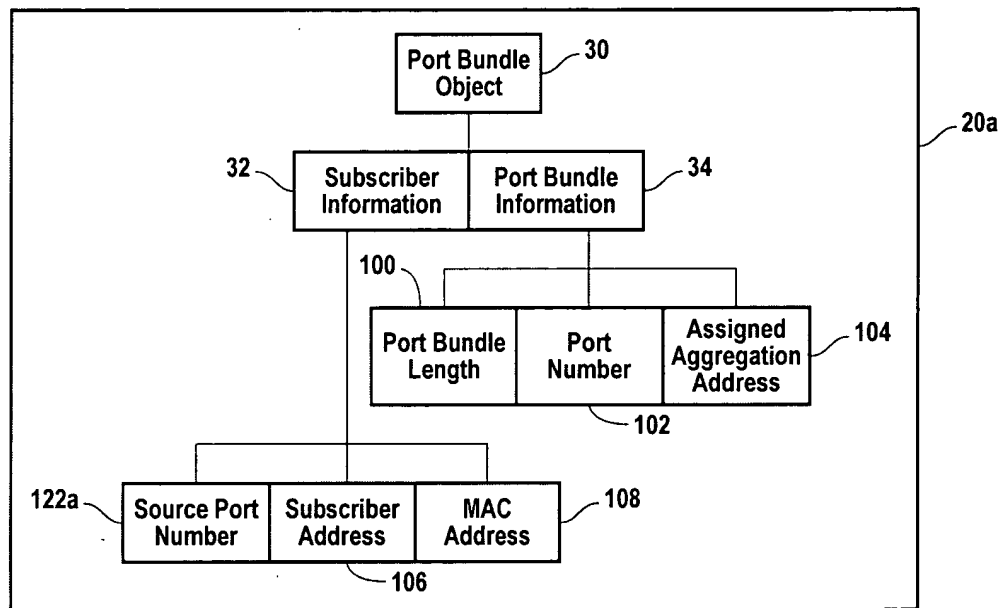 Port Bundle
Object
30
20a
32
Subscriber
Information
Port Bundle
Information
34
100
Port Bundle
Length
Port
Number
Assigned
Aggregation
Address
104
102
122a
Source Port
Number
Subscriber
Address
MAC
Address
108
106